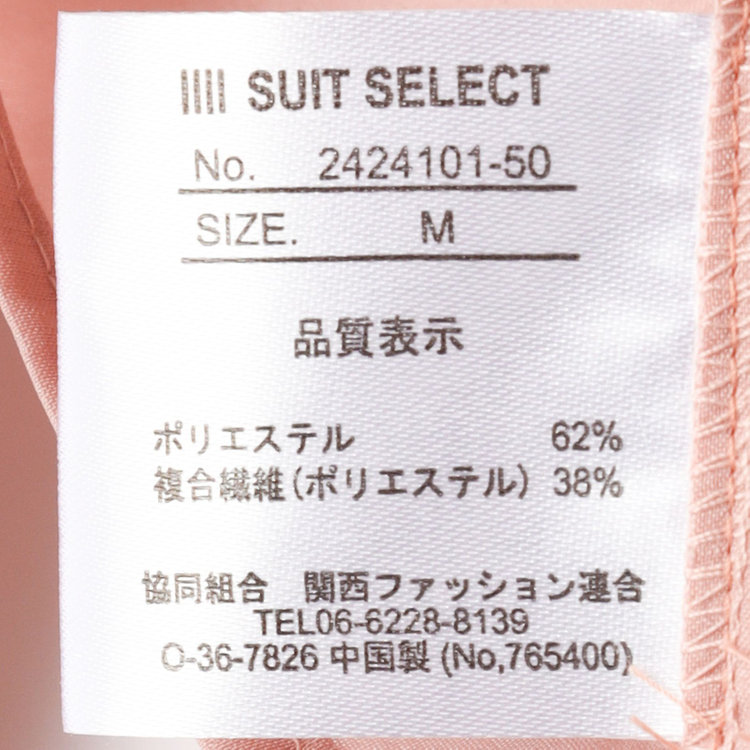 SUIT SELECT
No. 2424101-50
SIZE. M
品質表示
ポリエステル 62%
複合繊維(ポリエステル) 38%
協同組合 関西ファッション連合
TEL06-6228-8139
O-36-7826 中国製 (No,765400)